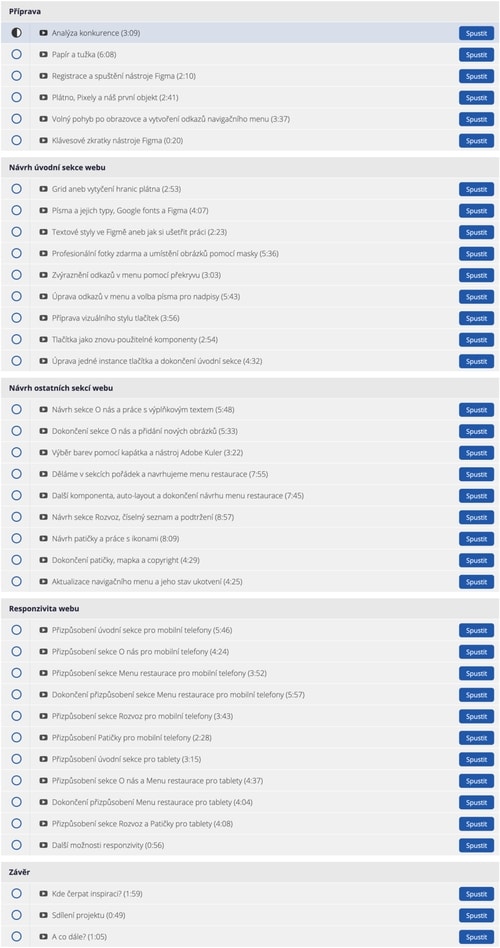 Příprava
Analýza konkurence (3:09) Spustit
Papír a tužka (6:08) Spustit
Registrace a spuštění nástroje Figma (2:10) Spustit
Plátno, Pixely a náš první objekt (2:41) Spustit
Volný pohyb po obrazovce a vytvoření odkazů navigačního menu (3:37) Spustit
Klávesové zkratky nástroje Figma (0:20) Spustit
Návrh úvodní sekce webu
Grid aneb vytyčení hranic plátna (2:53) Spustit
Písma a jejich typy, Google fonts a Figma (4:07) Spustit
Textové styly ve Figmě aneb jak si ušetřit práci (2:23) Spustit
Profesionální fotky zdarma a umístění obrázků pomocí masky (5:36) Spustit
Zvýraznění odkazů v menu pomocí překryvu (3:03) Spustit
Úprava odkazů v menu a volba písma pro nadpisy (5:43) Spustit
Příprava vizuálního stylu tlačítek (3:56) Spustit
Tlačítka jako znovu-použitelné komponenty (2:54) Spustit
Úprava jedné instance tlačítka a dokončení úvodní sekce (4:32) Spustit
Návrh ostatních sekcí webu
Návrh sekce O nás a práce s výplňkovým textem (5:48) Spustit
Dokončení sekce O nás a přidání nových obrázků (5:33) Spustit
Výběr barev pomocí kapátka a nástroj Adobe Kuler (3:22) Spustit
Děláme v sekcích pořádek a navrhujeme menu restaurace (7:55) Spustit
Další komponenta, auto-layout a dokončení návrhu menu restaurace (7:45) Spustit
Návrh sekce Rozvoz, číselný seznam a podtržení (8:57) Spustit
Návrh patičky a práce s ikonami (8:09) Spustit
Dokončení patičky, mapka a copyright (4:29) Spustit
Aktualizace navigačního menu a jeho stav ukotvení (4:25) Spustit
Responzivita webu
Přizpůsobení úvodní sekce pro mobilní telefony (5:46) Spustit
Přizpůsobení sekce O nás pro mobilní telefony (4:24) Spustit
Přizpůsobení sekce Menu restaurace pro mobilní telefony (3:52) Spustit
Dokončení přizpůsobení sekce Menu restaurace pro mobilní telefony (5:57) Spustit
Přizpůsobení sekce Rozvoz pro mobilní telefony (3:43) Spustit
Přizpůsobení Patičky pro mobilní telefony (2:28) Spustit
Přizpůsobení úvodní sekce pro tablety (3:15) Spustit
Přizpůsobení sekce O nás a Menu restaurace pro tablety (4:37) Spustit
Dokončení přizpůsobení Menu restaurace pro tablety (4:04) Spustit
Přizpůsobení sekce Rozvoz a Patičky pro tablety (4:08) Spustit
Další možnosti responzivity (0:56) Spustit
Závěr
Kde čerpat inspiraci? (1:59) Spustit
Sdílení projektu (0:49) Spustit
A co dále? (1:05) Spustit